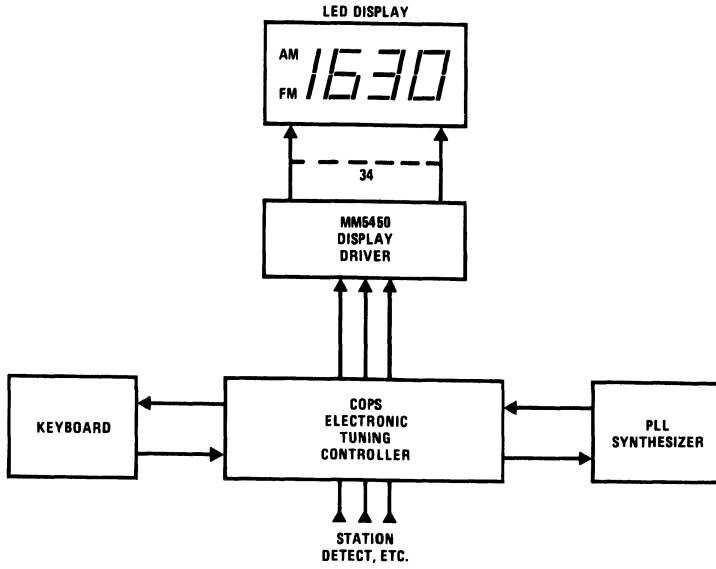 LED DISPLAY
AM
FM
1630
34
MM5450
DISPLAY
DRIVER
KEYBOARD
COPS
ELECTRONIC
TUNING
CONTROLLER
PLL
SYNTHESIZER
STATION
DETECT, ETC.